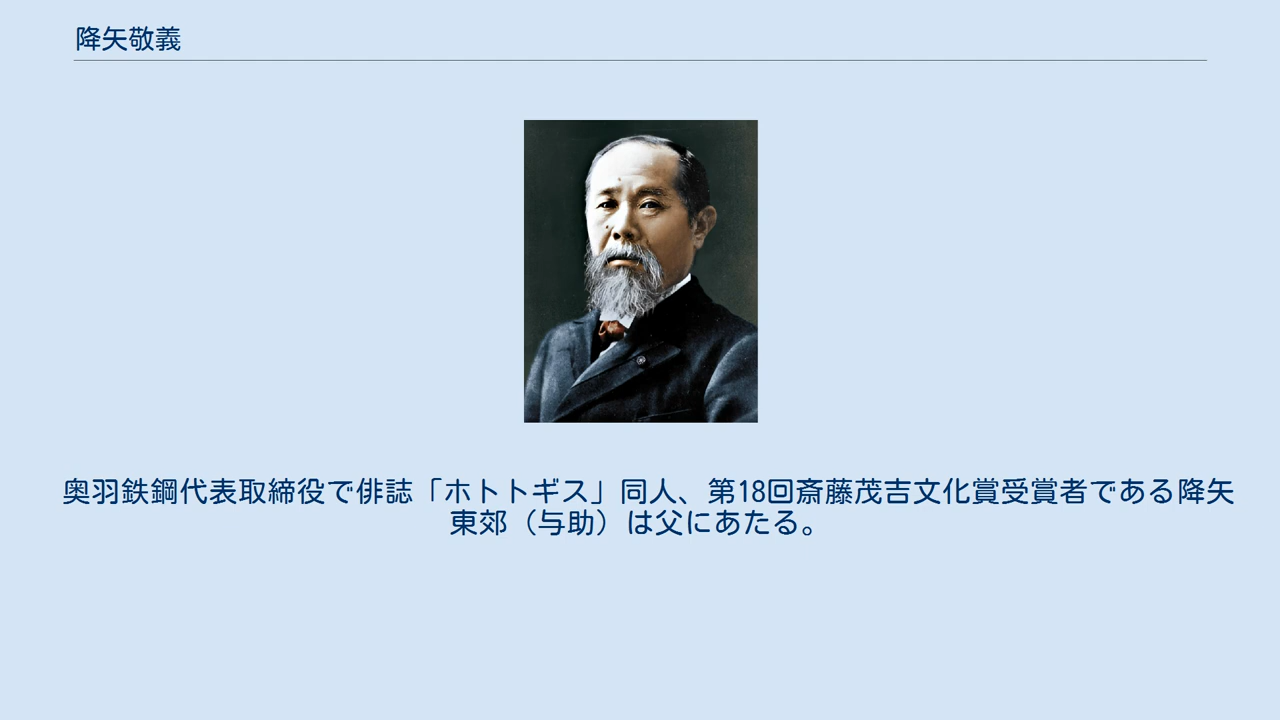 降矢敬義
奥羽鉄鋼代表取締役で俳誌「ホトトギス」同人、第18回斎藤茂吉文化賞受賞者である降矢
東郊（与助）は父にあたる。